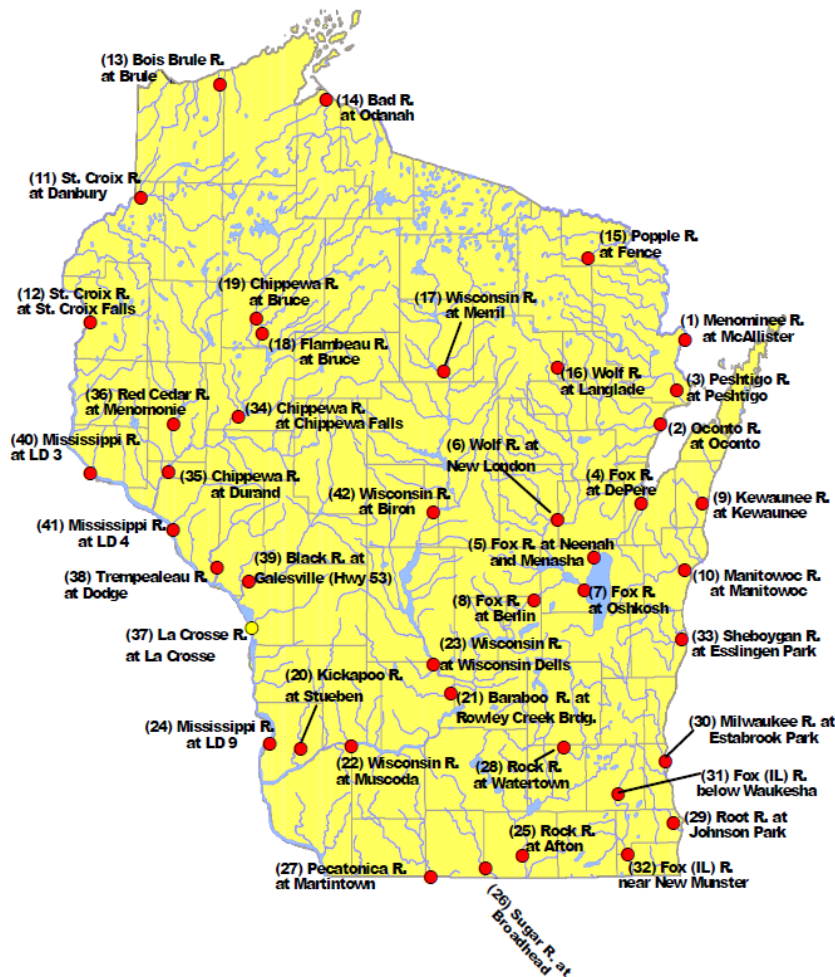 (13) Bois Brule R.
at Brule
(14) Bad R.
at Odanah
(11) St. Croix R.
at Danbury
(15) Popple R.
at Fence
(12) St. Croix R.
at St. Croix Falls
(19) Chippewa R.
at Bruce
(17) Wisconsin R.
at Merril
(1) Menominee R.
at McAllister
(18) Flambeau R.
at Bruce
(16) Wolf R.
at Langlade
(3) Peshtigo R.
at Peshtigo
(36) Red Cedar R.
at Menomonie
(34) Chippewa R.
at Chippewa Falls
(2) Oconto R.
at Oconto
(40) Mississippi R.
at LD 3
(6) Wolf R. at
New London
(35) Chippewa R.
at Durand
(4) Fox R.
at DePere
(42) Wisconsin R.
at Biron
(9) Kewaunee R.
at Kewaunee
(41) Mississippi R.
at LD 4
(5) Fox R. at Neenah
and Menasha
(39) Black R. at
Galesville (Hwy 53)
(38) Trempealeau R.
at Dodge
(10) Manitowoc R.
at Manitowoc
(8) Fox R.
at Berlin
(7) Fox R.
at Oshkosh
(37) La Crosse R.
at La Crosse
(23) Wisconsin R.
at Wisconsin Dells
(33) Sheboygan R.
at Esslingen Park
(20) Kickapoo R.
at Stueben
(21) Baraboo R. at
Rowley Creek Brdg.
(24) Mississippi R.
at LD 9
(30) Milwaukee R. at
Estabrook Park
(22) Wisconsin R.
at Muscoda
(28) Rock R.
at Watertown
(31) Fox (IL) R.
below Waukesha
(29) Root R. at
Johnson Park
(25) Rock R.
at Afton
(27) Pecatonica R.
at Martintown
(32) Fox (IL) R.
near New Munster
(26) Sugar R. at
Broadhead